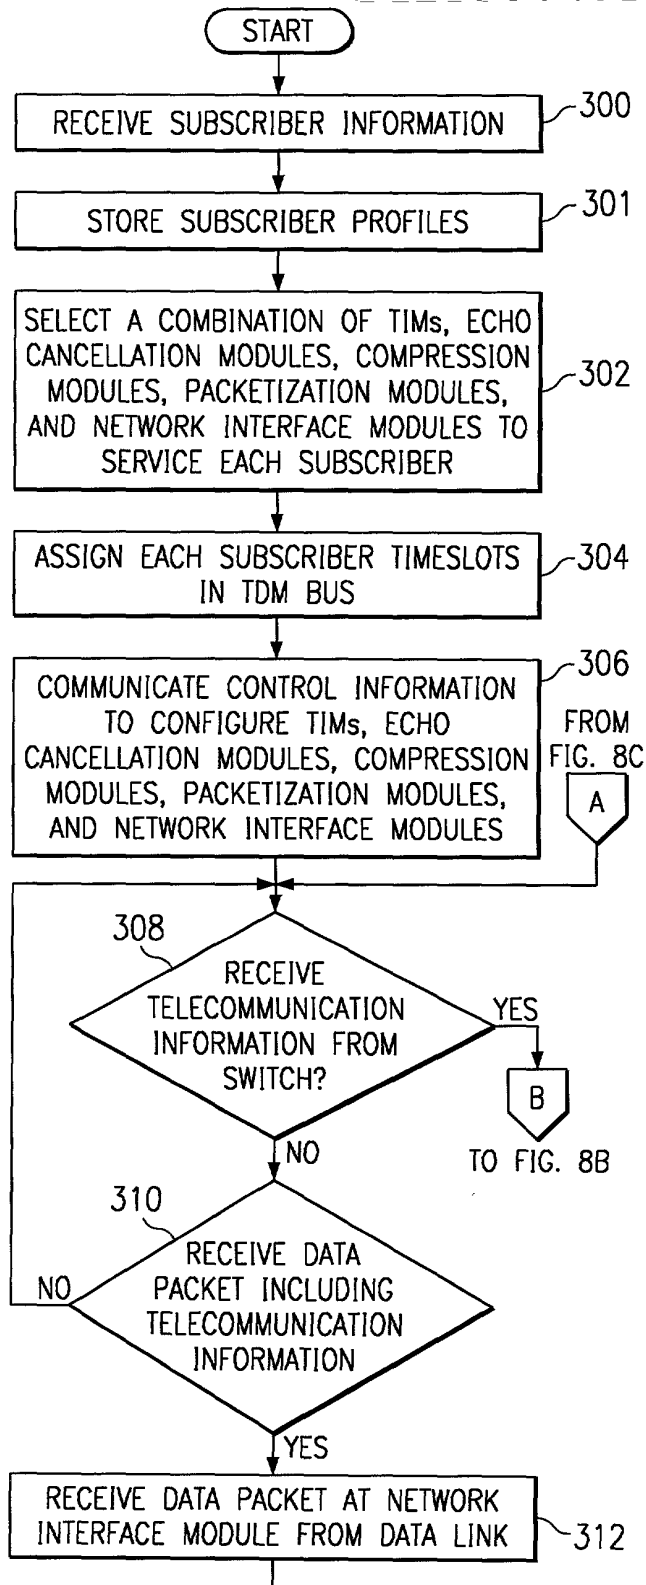 START
RECEIVE SUBSCRIBER INFORMATION
300
STORE SUBSCRIBER PROFILES
301
SELECT A COMBINATION OF TIMs, ECHO
CANCELLATION MODULES, COMPRESSION
MODULES, PACKETIZATION MODULES,
AND NETWORK INTERFACE MODULES TO
SERVICE EACH SUBSCRIBER
302
ASSIGN EACH SUBSCRIBER TIMESLOTS
IN TDM BUS
304
COMMUNICATE CONTROL INFORMATION
TO CONFIGURE TIMs, ECHO
CANCELLATION MODULES, COMPRESSION
MODULES, PACKETIZATION MODULES,
AND NETWORK INTERFACE MODULES
306
FROM
FIG. 8C
A
308
RECEIVE
TELECOMMUNICATION
INFORMATION FROM
SWITCH?
YES
B
TO FIG. 8B
NO
310
RECEIVE DATA
PACKET INCLUDING
TELECOMMUNICATION
INFORMATION
NO
YES
RECEIVE DATA PACKET AT NETWORK
INTERFACE MODULE FROM DATA LINK
312